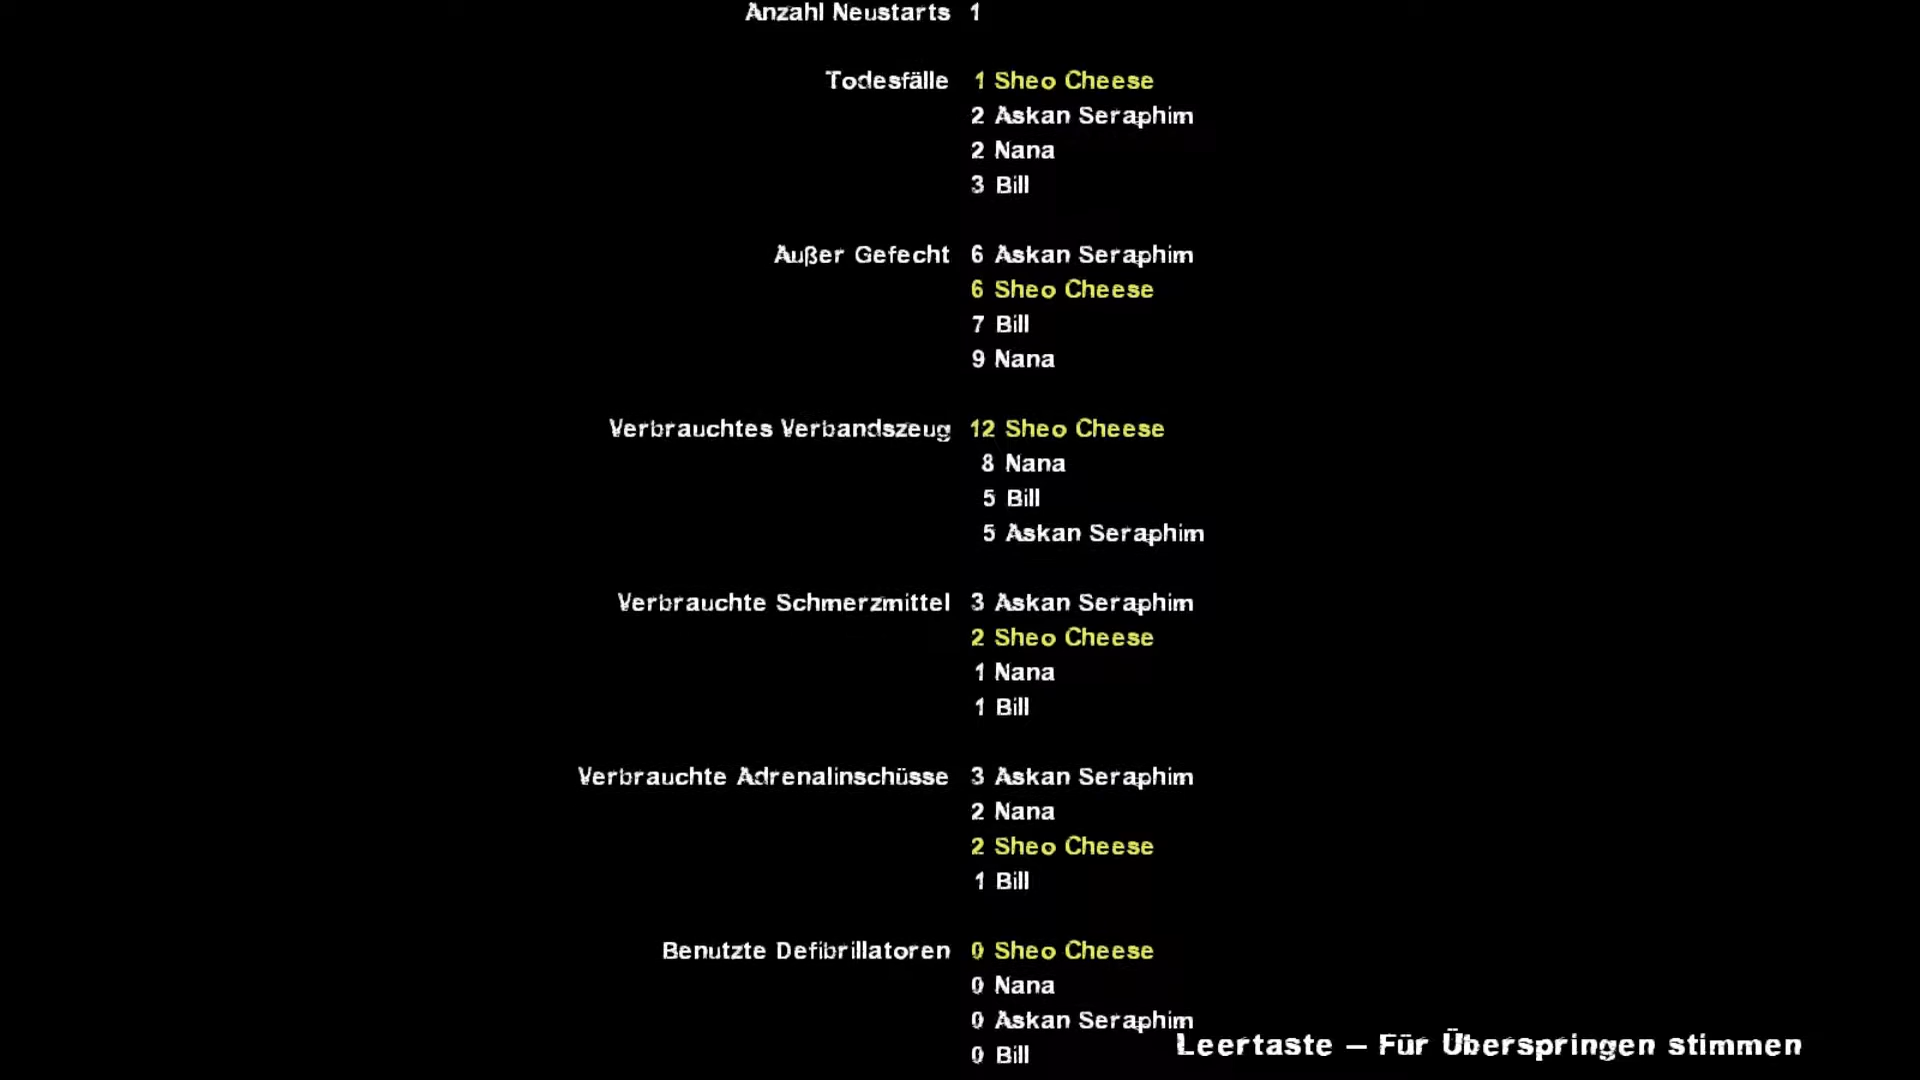 Anzahl Neustarts 1
Todesfälle 1 Sheo Cheese
2 Askan Seraphim
2 Nana
3 Bill
Außer Gefecht 6 Askan Seraphim
6 Sheo Cheese
7 Bill
9 Nana
Verbrauchtes Verbandszeug 12 Sheo Cheese
8 Nana
5 Bill
5 Askan Seraphim
Verbrauchte Schmerzmittel 3 Askan Seraphim
2 Sheo Cheese
1 Nana
1 Bill
Verbrauchte Adrenalinschüsse 3 Askan Seraphim
2 Nana
2 Sheo Cheese
1 Bill
Benutzte Defibrillatoren 0 Sheo Cheese
0 Nana
0 Askan Seraphim
0 Bill
Leertaste – Für Überspringen stimmen